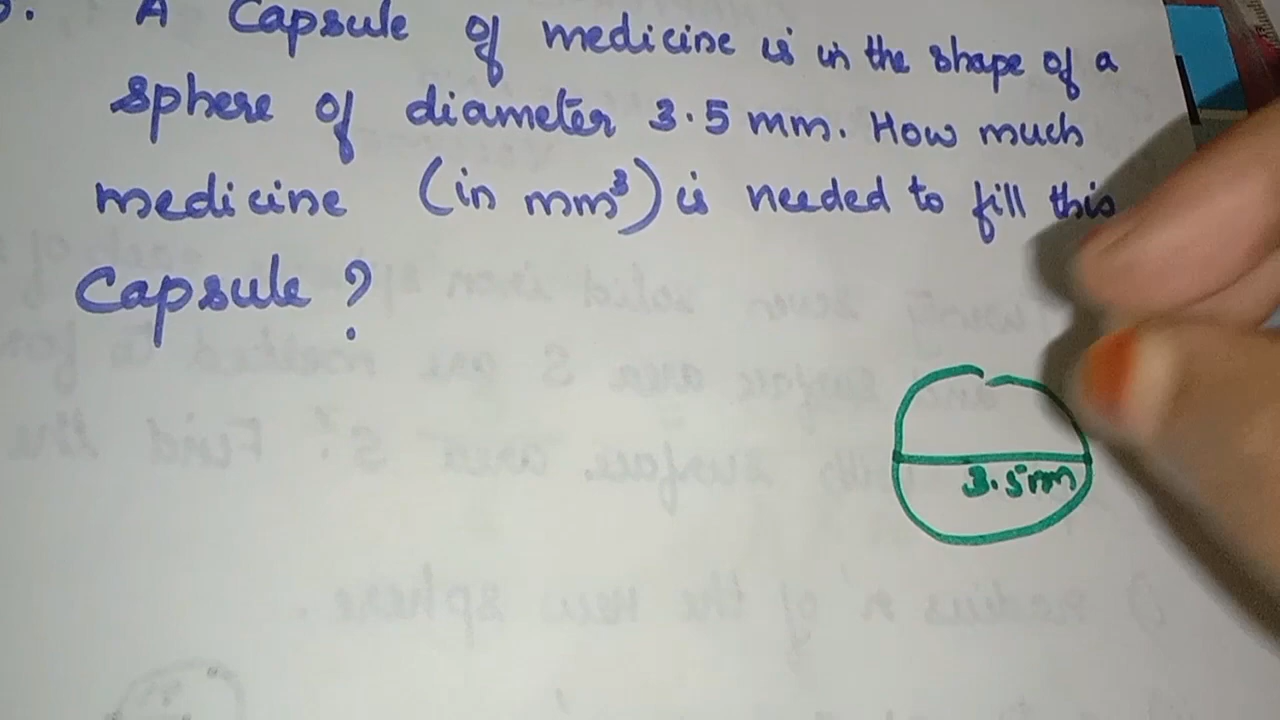 A Capsule of medicine is in the shape of a
sphere of diameter 3.5 mm. How much
medicine (in mm³) is needed to fill this
Capsule?
3.5mm